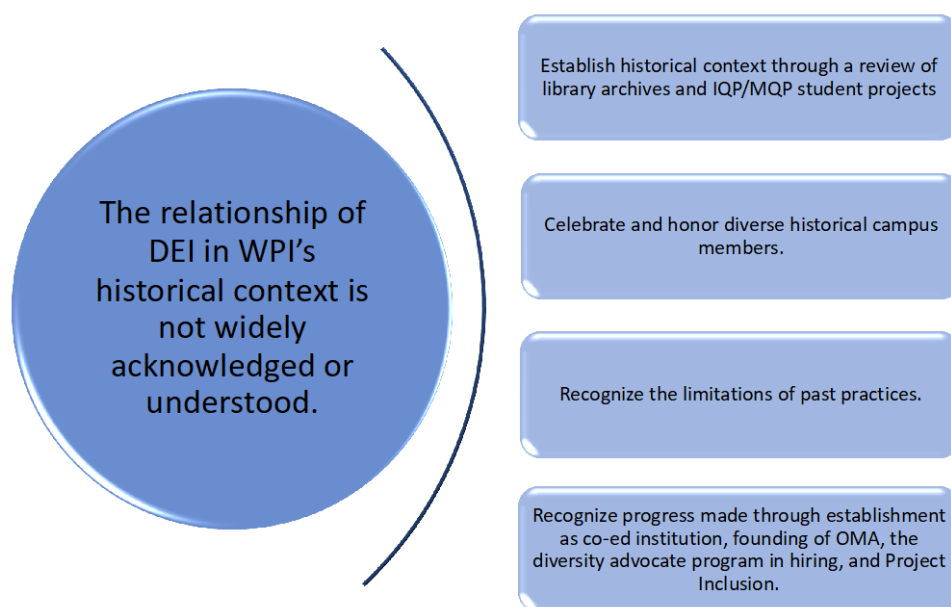 The relationship of
DEI in WPI’s
historical context is
not widely
acknowledged or
understood.
Establish historical context through a review of
library archives and IQP/MQP student projects
Celebrate and honor diverse historical campus
members.
Recognize the limitations of past practices.
Recognize progress made through establishment
as co-ed institution, founding of OMA, the
diversity advocate program in hiring, and Project
Inclusion.